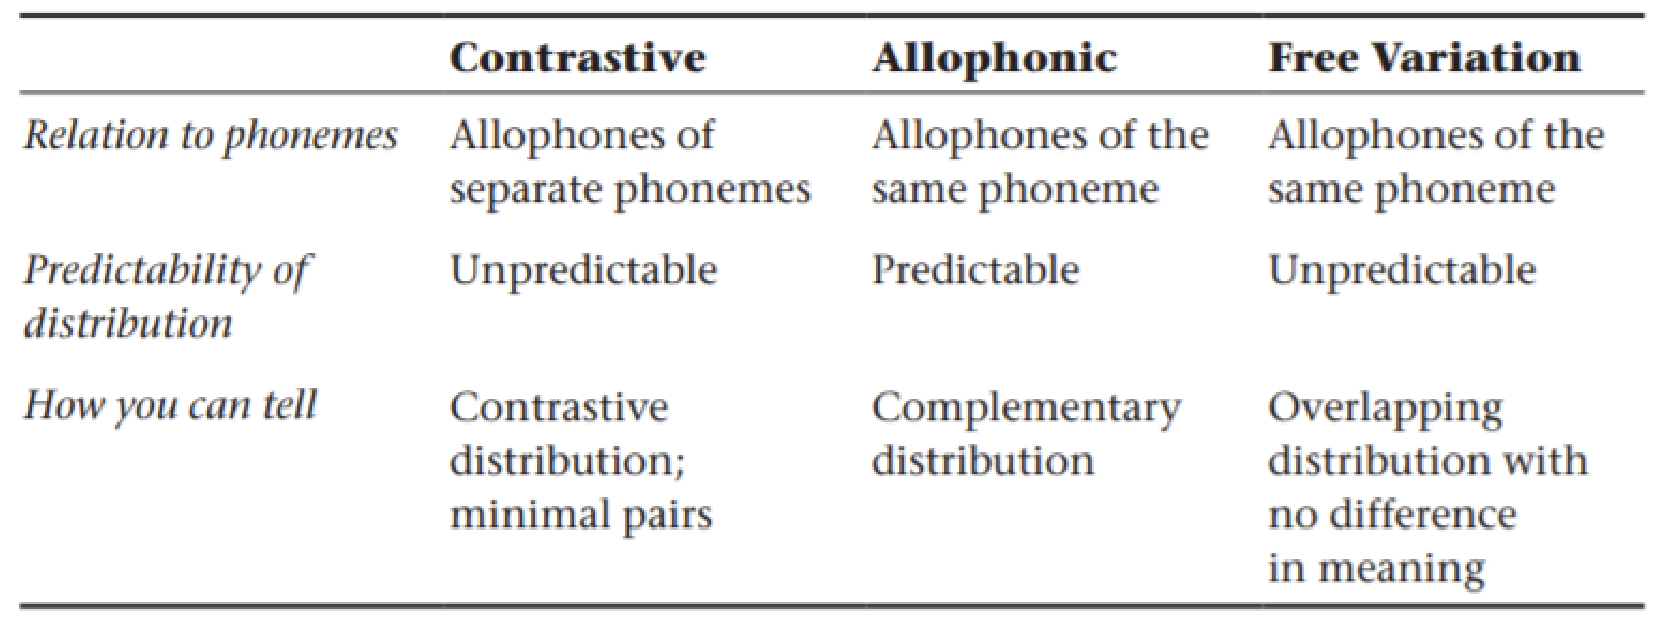 Contrastive Allophonic Free Variation
Relation to phonemes Allophones of Allophones of the Allophones of the
separate phonemes same phoneme same phoneme
Predictability of Unpredictable Predictable Unpredictable
distribution
How you can tell Contrastive Complementary Overlapping
distribution; distribution distribution with
minimal pairs no difference
in meaning